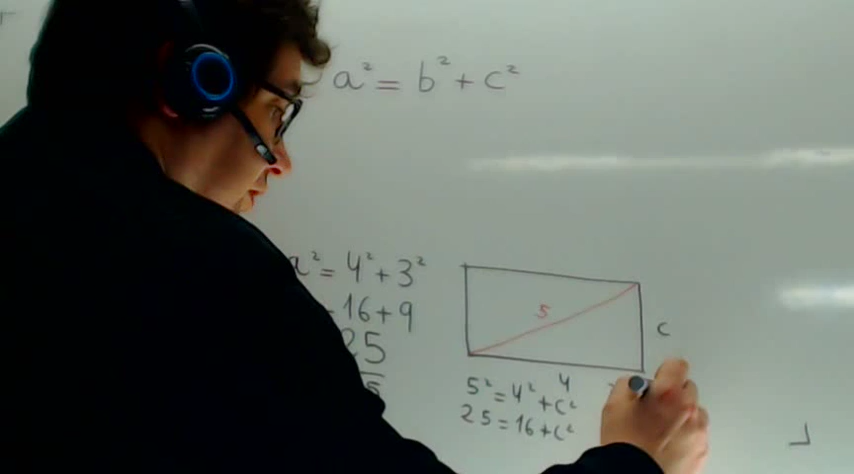 a² = b² + c²
a² = 4² + 3²
16 + 9
25
5
c
4
5² = 4² + c²
25 = 16 + c²